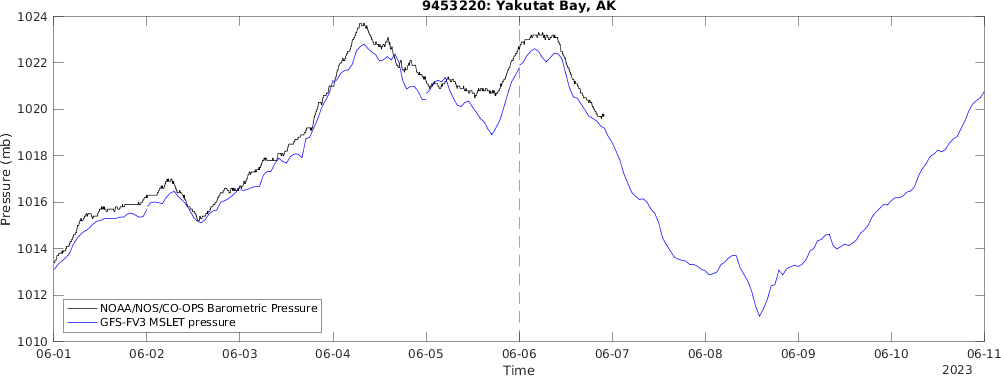 9453220: Yakutat Bay, AK
1024
1022
1020
1018
1016
1014
1012
1010
Pressure (mb)
NOAA/NOS/CO-OPS Barometric Pressure
GFS-FV3 MSLET pressure
06-01 06-02 06-03 06-04 06-05 06-06 06-07 06-08 06-09 06-10 06-11
Time
2023